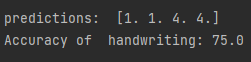 predictions:  [1. 1. 4. 4.]
Accuracy of  handwriting: 75.0